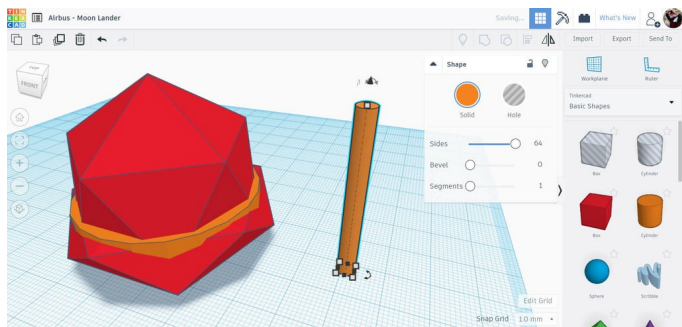 TIN
KER
CAD
Airbus - Moon Lander
Saving...
What's New
Import
Export
Send To
FRONT
Shape
Solid
Hole
Sides
64
Bevel
0
Segments
1
Workplane
Ruler
Tinkercad
Basic Shapes
Box
Cylinder
Box
Cylinder
Sphere
Scribble
Edit Grid
Snap Grid
1.0 mm